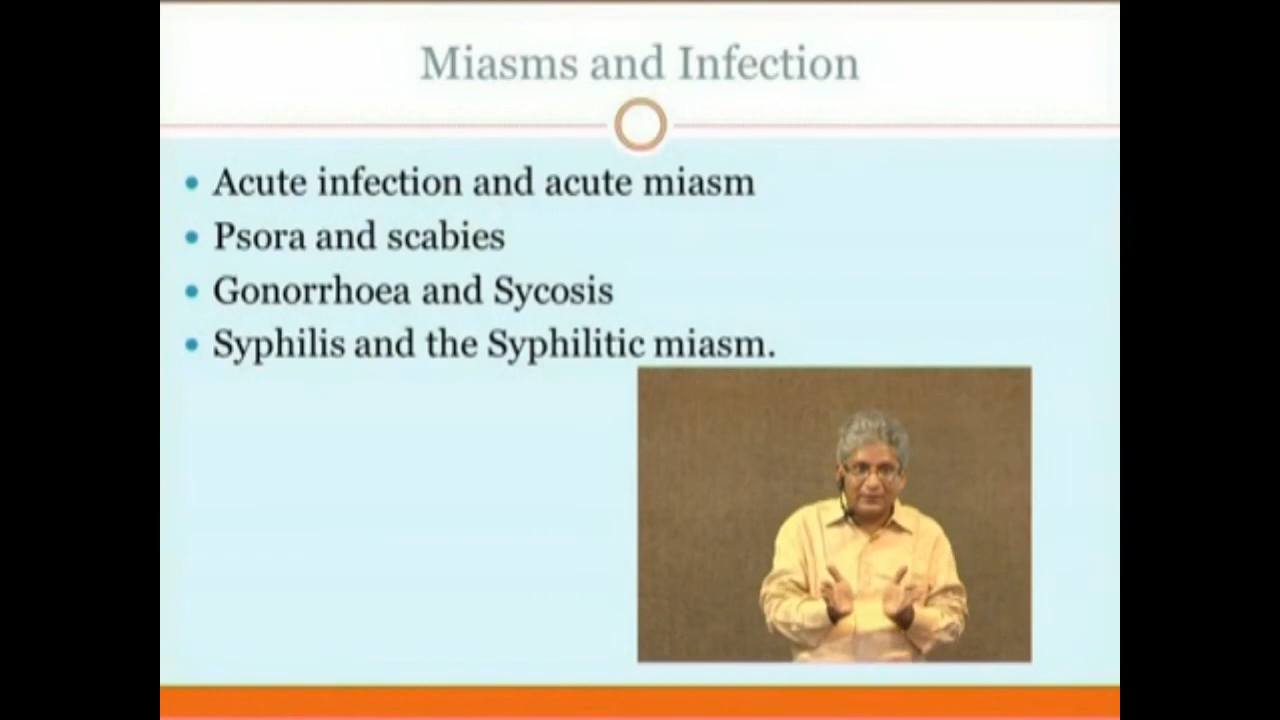 Miasms and Infection
Acute infection and acute miasm
Psora and scabies
Gonorrhoea and Sycosis
Syphilis and the Syphilitic miasm.